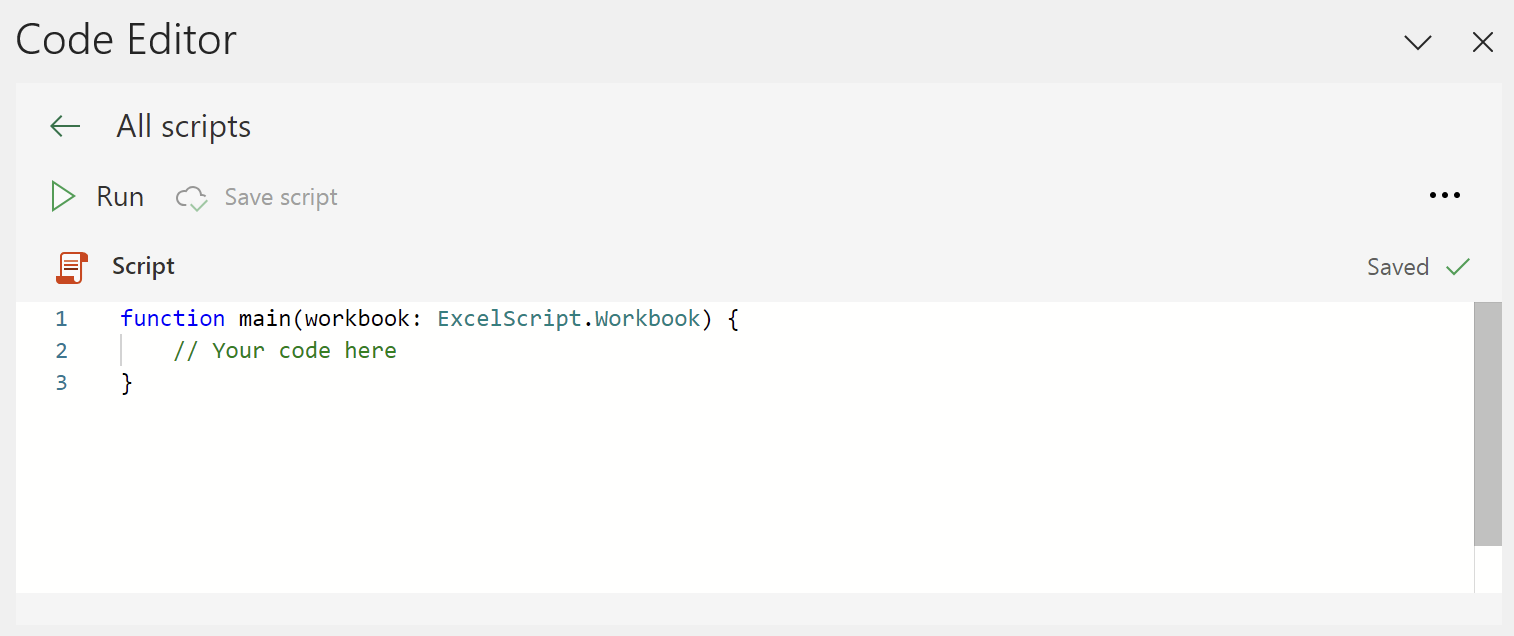 Code Editor
All scripts
Run Save script
Script Saved
1 function main(workbook: ExcelScript.Workbook) {
2 // Your code here
3 }